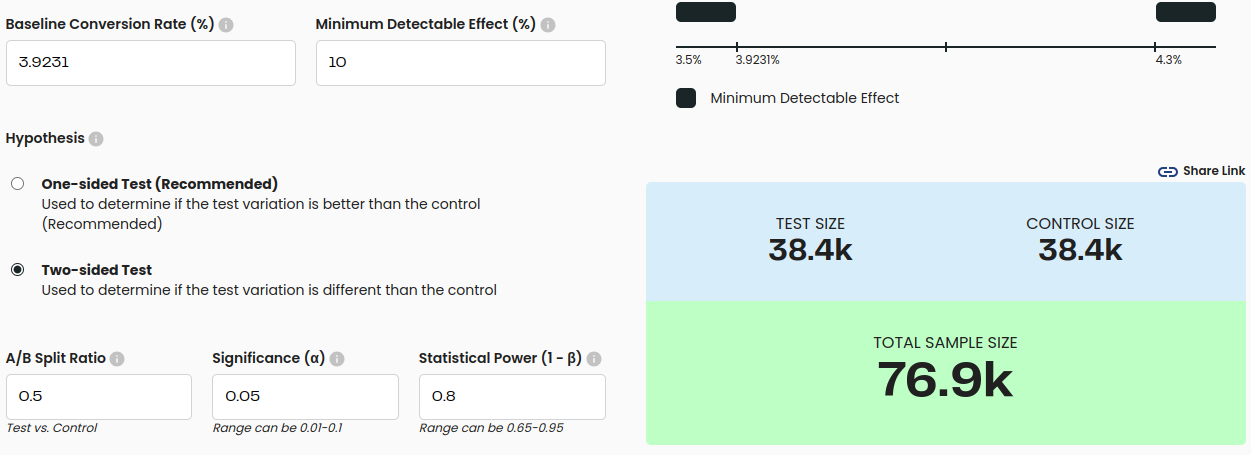 Baseline Conversion Rate (%)
Minimum Detectable Effect (%)
3.9231
10
3.5%
3.9231%
4.3%
Minimum Detectable Effect
Hypothesis
One-sided Test (Recommended)
Used to determine if the test variation is better than the control
(Recommended)
Two-sided Test
Used to determine if the test variation is different than the control
Share Link
TEST SIZE
38.4k
CONTROL SIZE
38.4k
TOTAL SAMPLE SIZE
76.9k
A/B Split Ratio
Significance (α)
Statistical Power (1 - β)
0.5
0.05
0.8
Test vs. Control
Range can be 0.01-0.1
Range can be 0.65-0.95